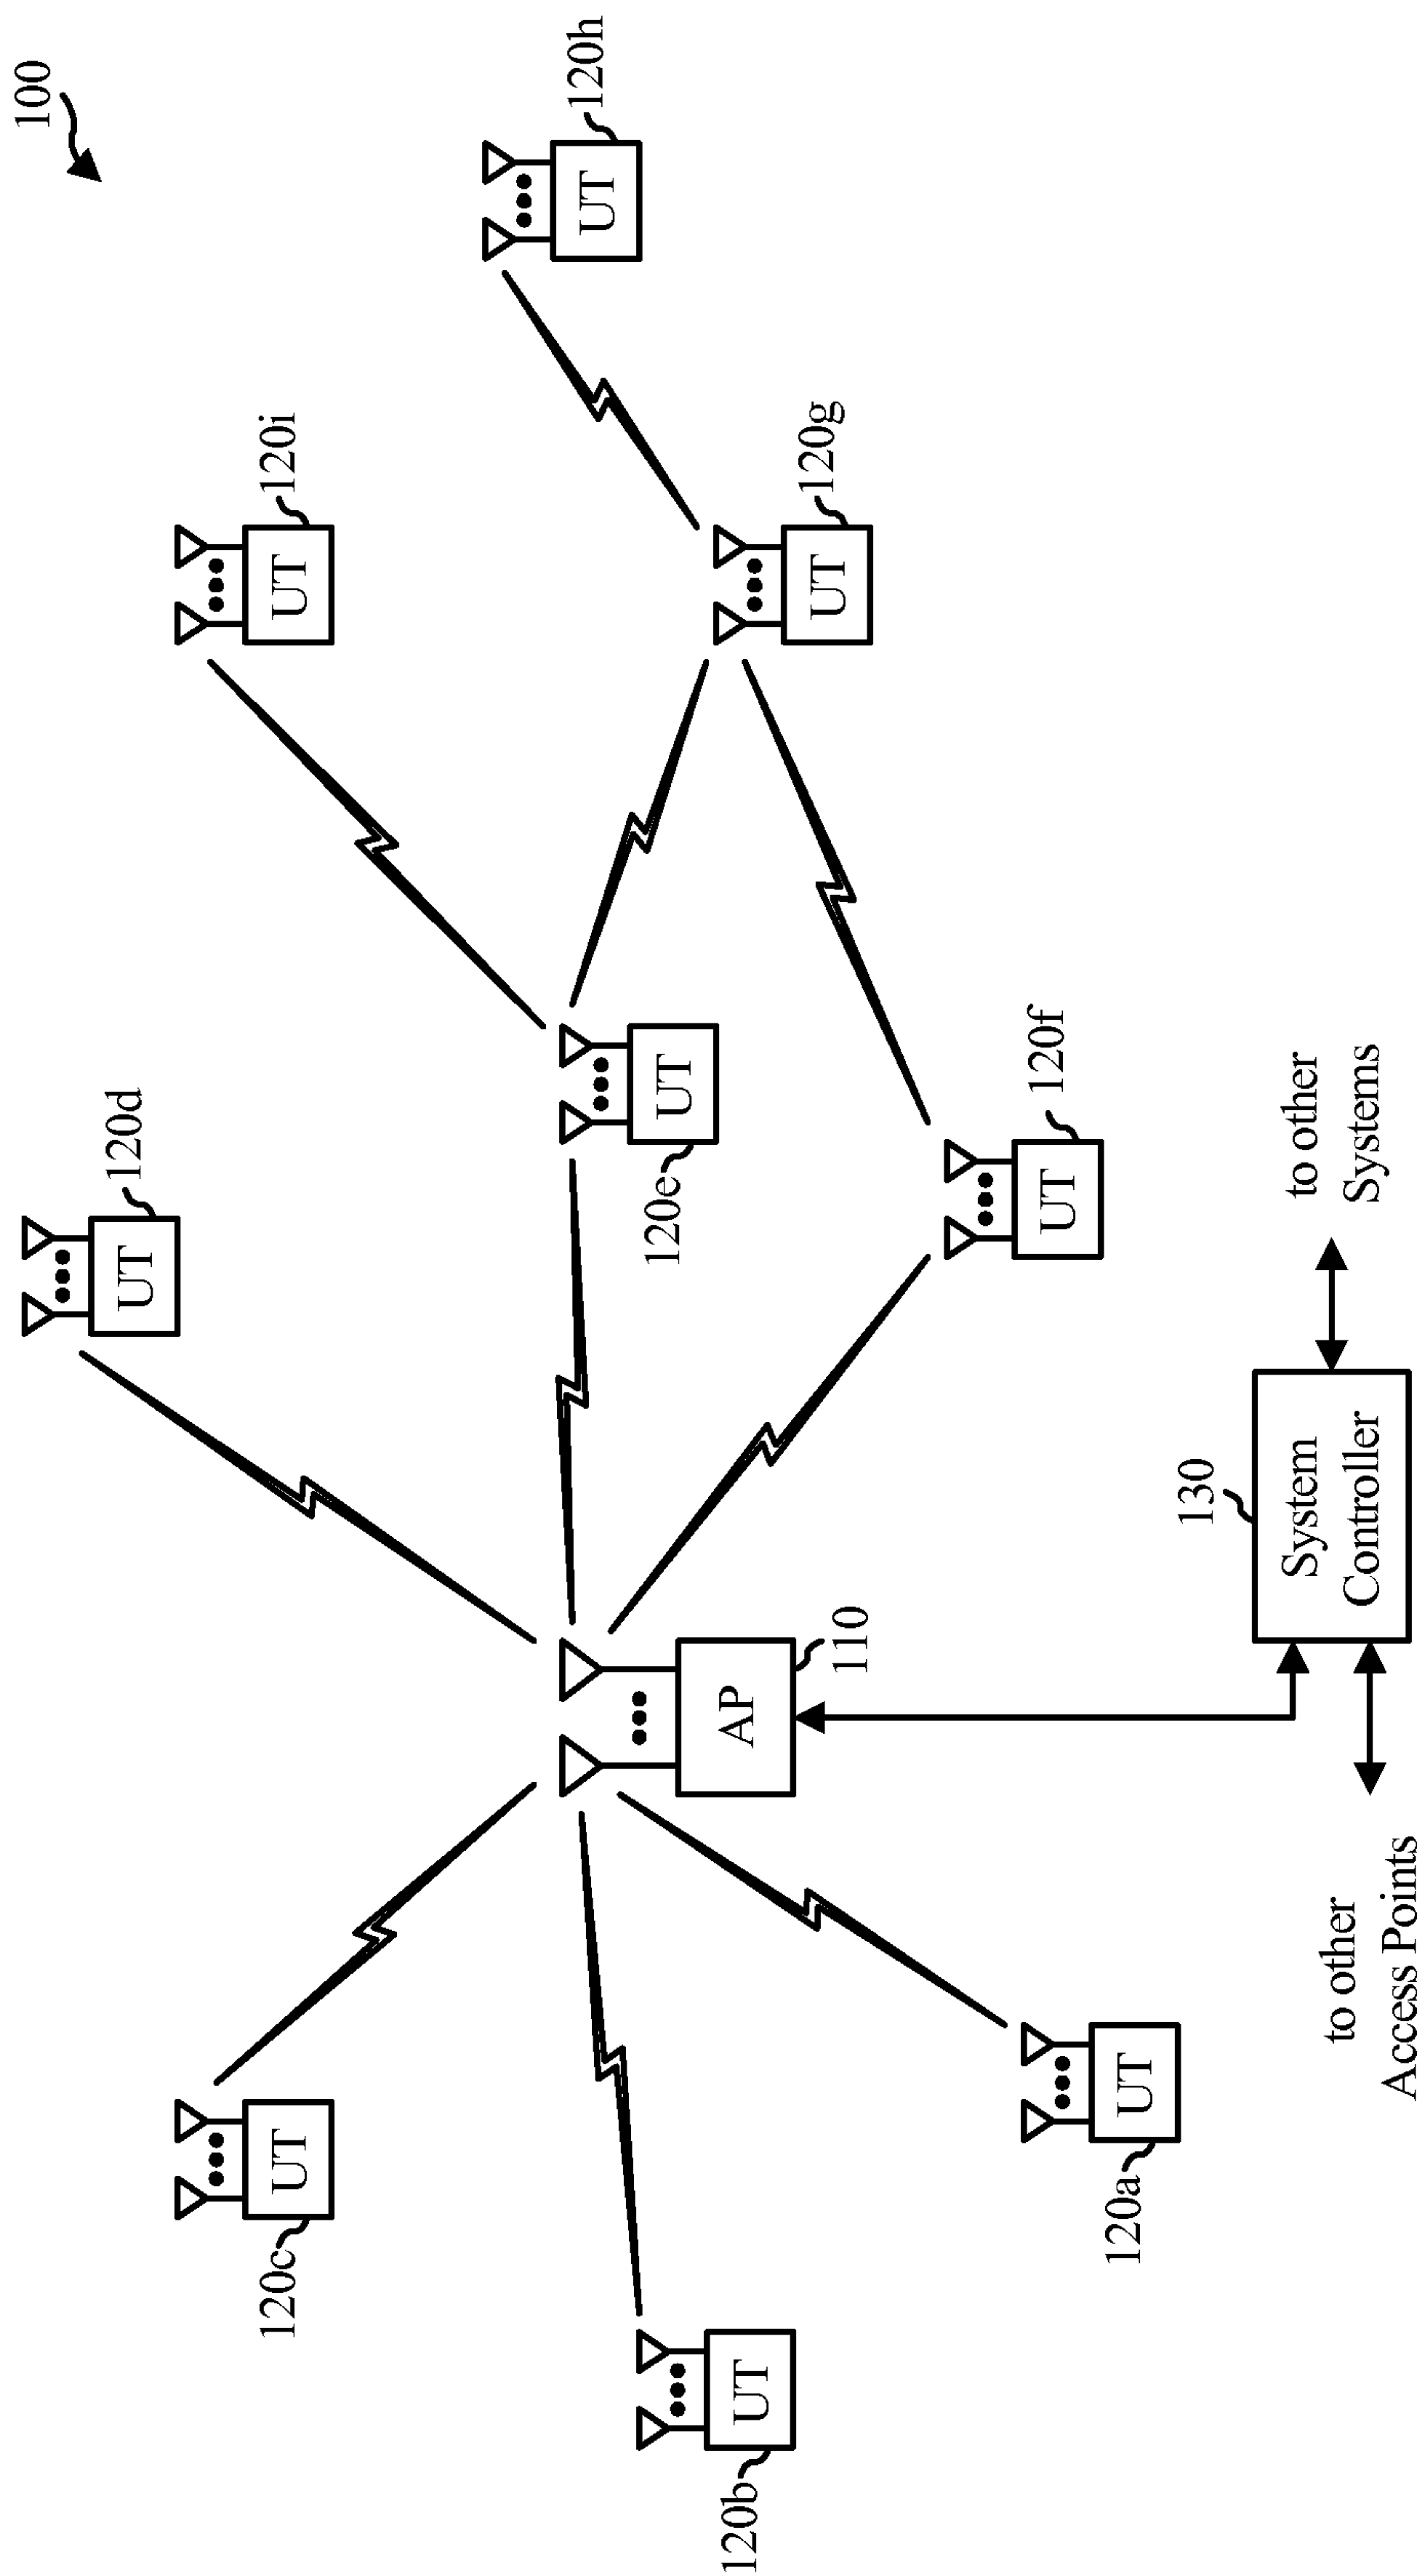 100
UT
120d
UT
120i
UT
120c
UT
120h
UT
120e
UT
120b
AP
110
UT
120g
UT
120f
UT
120a
130
System
Controller
to other
Systems
to other
Access Points